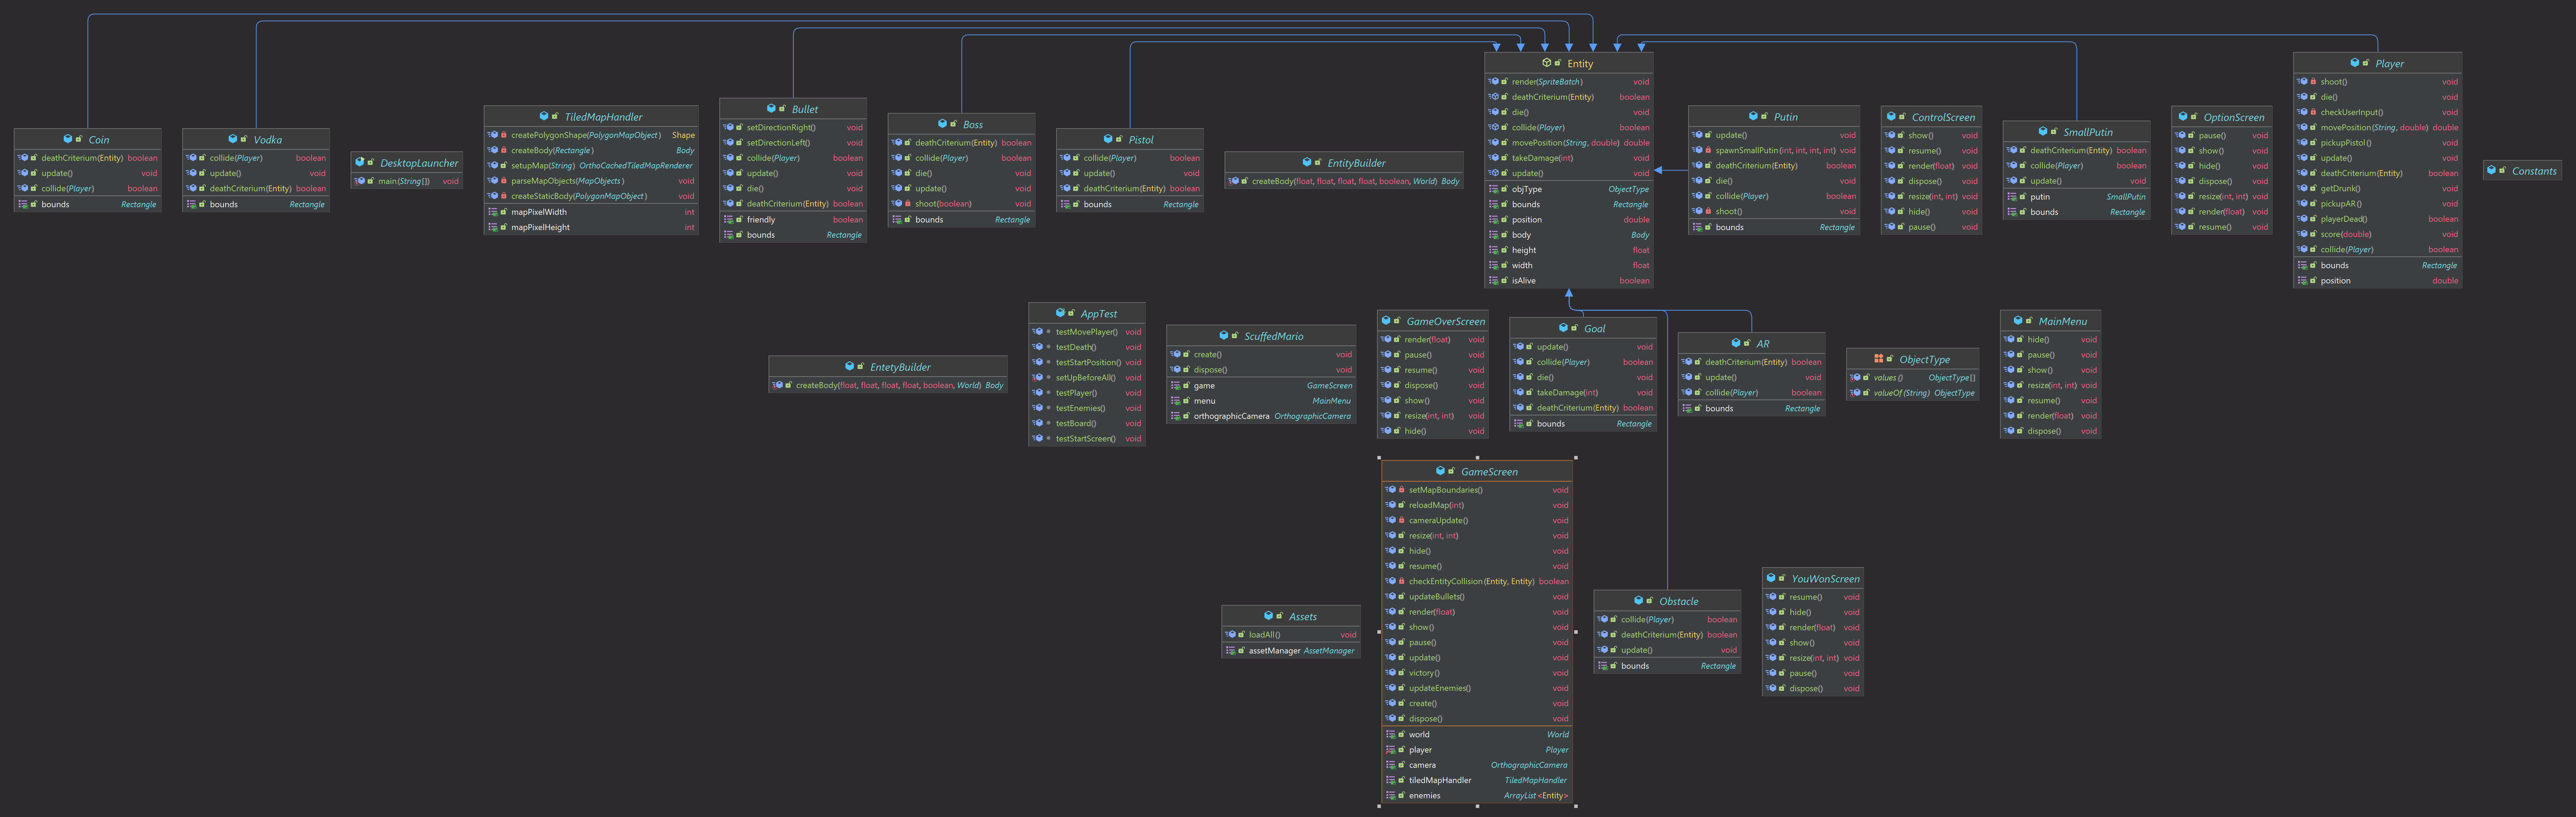 Coin
deathCriterium(Entity) boolean
update() void
collide(Player) boolean
bounds Rectangle
Vodka
collide(Player) boolean
update() void
deathCriterium(Entity) boolean
bounds Rectangle
DesktopLauncher
main(String[]) void
TiledMapHandler
createPolygonShape(PolygonMapObject) Shape
createBody(Rectangle) Body
setupMap(String) OrthoCachedTiledMapRenderer
parseMapObjects(MapObjects) void
createStaticBody(PolygonMapObject) void
mapPixelWidth int
mapPixelHeight int
Bullet
setDirectionRight() void
setDirectionLeft() void
collide(Player) boolean
update() void
die() void
deathCriterium(Entity) boolean
friendly boolean
bounds Rectangle
Boss
deathCriterium(Entity) boolean
collide(Player) boolean
die() void
update() void
shoot(boolean) void
bounds Rectangle
Pistol
collide(Player) boolean
update() void
deathCriterium(Entity) boolean
bounds Rectangle
EntityBuilder
createBody(float, float, float, float, boolean, World) Body
Entity
render(SpriteBatch) void
deathCriterium(Entity) boolean
die() void
collide(Player) boolean
movePosition(String, double) double
takeDamage(int) void
update() void
objType ObjectType
bounds Rectangle
position double
body Body
height float
width float
isAlive boolean
Putin
update() void
spawnSmallPutin(int, int, int, int) void
deathCriterium(Entity) boolean
die() void
collide(Player) boolean
shoot() void
bounds Rectangle
ControlScreen
show() void
resume() void
render(float) void
dispose() void
resize(int, int) void
hide() void
pause() void
SmallPutin
deathCriterium(Entity) boolean
collide(Player) boolean
update() void
putin SmallPutin
bounds Rectangle
OptionScreen
pause() void
show() void
hide() void
dispose() void
resize(int, int) void
render(float) void
resume() void
Player
shoot() void
die() void
checkUserInput() void
movePosition(String, double) double
pickupPistol() void
update() void
deathCriterium(Entity) boolean
getDrunk() void
pickupAR() void
playerDead() boolean
score(double) void
collide(Player) boolean
bounds Rectangle
position double
Constants
EntetyBuilder
createBody(float, float, float, float, boolean, World) Body
AppTest
testMovePlayer() void
testDeath() void
testStartPosition() void
setUpBeforeAll() void
testPlayer() void
testEnemies() void
testBoard() void
testStartScreen() void
ScuffedMario
create() void
dispose() void
game GameScreen
menu MainMenu
orthographicCamera OrthographicCamera
GameOverScreen
render(float) void
pause() void
resume() void
dispose() void
show() void
resize(int, int) void
hide() void
Goal
update() void
collide(Player) boolean
die() void
takeDamage(int) void
deathCriterium(Entity) boolean
bounds Rectangle
AR
deathCriterium(Entity) boolean
update() void
collide(Player) boolean
bounds Rectangle
ObjectType
values() ObjectType[]
valueOf(String) ObjectType
MainMenu
hide() void
pause() void
show() void
resize(int, int) void
resume() void
render(float) void
dispose() void
GameScreen
setMapBoundaries() void
reloadMap(int) void
cameraUpdate() void
resize(int, int) void
hide() void
resume() void
checkEntityCollision(Entity, Entity) boolean
updateBullets() void
render(float) void
show() void
pause() void
update() void
victory() void
updateEnemies() void
create() void
dispose() void
world World
player Player
camera OrthographicCamera
tiledMapHandler TiledMapHandler
enemies ArrayList<Entity>
Assets
loadAll() void
assetManager AssetManager
Obstacle
collide(Player) boolean
deathCriterium(Entity) boolean
update() void
bounds Rectangle
YouWonScreen
resume() void
hide() void
render(float) void
show() void
resize(int, int) void
pause() void
dispose() void